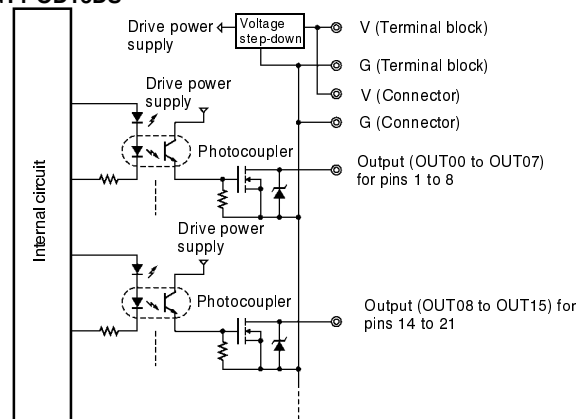 Drive power
supply
Voltage
step-down
V (Terminal block)
G (Terminal block)
V (Connector)
G (Connector)
Drive power
supply
Photocoupler
Output (OUT00 to OUT07)
for pins 1 to 8
Internal circuit
Drive power
supply
Photocoupler
Output (OUT08 to OUT15) for
pins 14 to 21